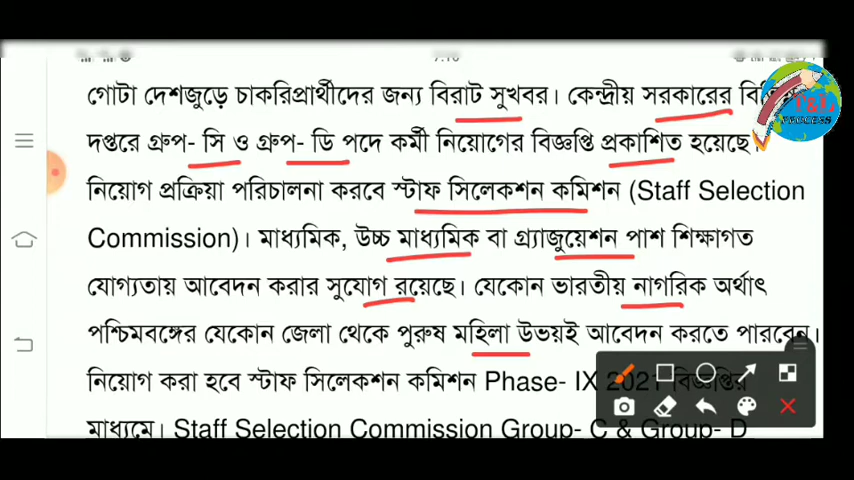 গোটা দেশজুড়ে চাকরিপ্রার্থীদের জন্য বিরাট সুখবর। কেন্দ্রীয় সরকারের
দপ্তরে গ্রুপ- সি ও গ্রুপ- ডি পদে কর্মী নিয়োগের বিজ্ঞপ্তি প্রকাশিত হয়েছে।
নিয়োগ প্রক্রিয়া পরিচালনা করবে স্টাফ সিলেকশন কমিশন (Staff Selection
Commission)। মাধ্যমিক, উচ্চ মাধ্যমিক বা গ্র্যাজুয়েশন পাশ শিক্ষাগত
যোগ্যতায় আবেদন করার সুযোগ রয়েছে। যেকোন ভারতীয় নাগরিক অর্থাৎ
পশ্চিমবঙ্গের যেকোন জেলা থেকে পুরুষ মহিলা উভয়ই আবেদন করতে পারবেন।
নিয়োগ করা হবে স্টাফ সিলেকশন কমিশন Phase- IX 2021 বিজ্ঞপ্তির
মাধ্যমে। Staff Selection Commission Group- C & Group- D
PROCESS